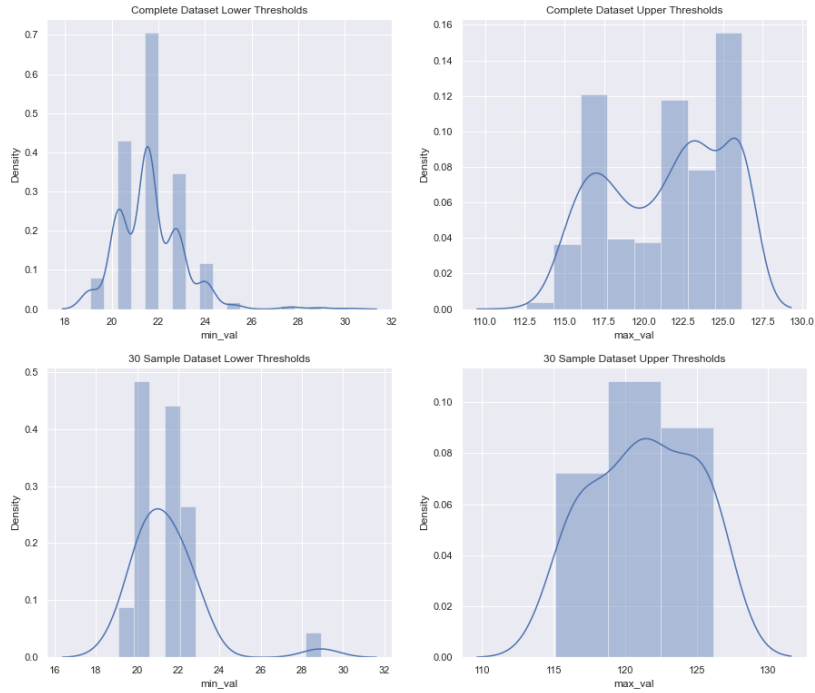 Complete Dataset Lower Thresholds
0.7
0.6
0.5
0.4
0.3
0.2
0.1
0.0
Density
18 20 22 24 26 28 30 32
min_val
Complete Dataset Upper Thresholds
0.16
0.14
0.12
0.10
0.08
0.06
0.04
0.02
0.00
Density
110.0 112.5 115.0 117.5 120.0 122.5 125.0 127.5 130.0
max_val
30 Sample Dataset Lower Thresholds
0.5
0.4
0.3
0.2
0.1
0.0
Density
16 18 20 22 24 26 28 30 32
min_val
30 Sample Dataset Upper Thresholds
0.10
0.08
0.06
0.04
0.02
0.00
Density
110 115 120 125 130
max_val